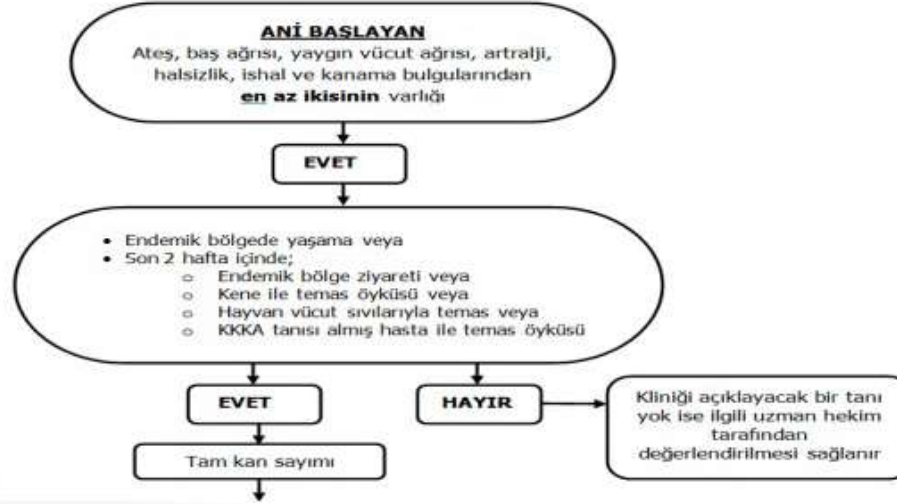 ANİ BAŞLAYAN
Ateş, baş ağrısı, yaygın vücut ağrısı, artralji,
halsizlik, ishal ve kanama bulgularından
en az ikisinin varlığı
EVET
• Endemik bölgede yaşama veya
• Son 2 hafta içinde;
o Endemik bölge ziyareti veya
o Kene ile temas öyküsü veya
o Hayvan vücut sıvılarıyla temas veya
o KKKA tanısı almış hasta ile temas öyküsü
EVET
HAYIR
Kliniği açıklayacak bir tanı
yok ise ilgili uzman hekim
tarafından
değerlendirilmesi sağlanır
Tam kan sayımı